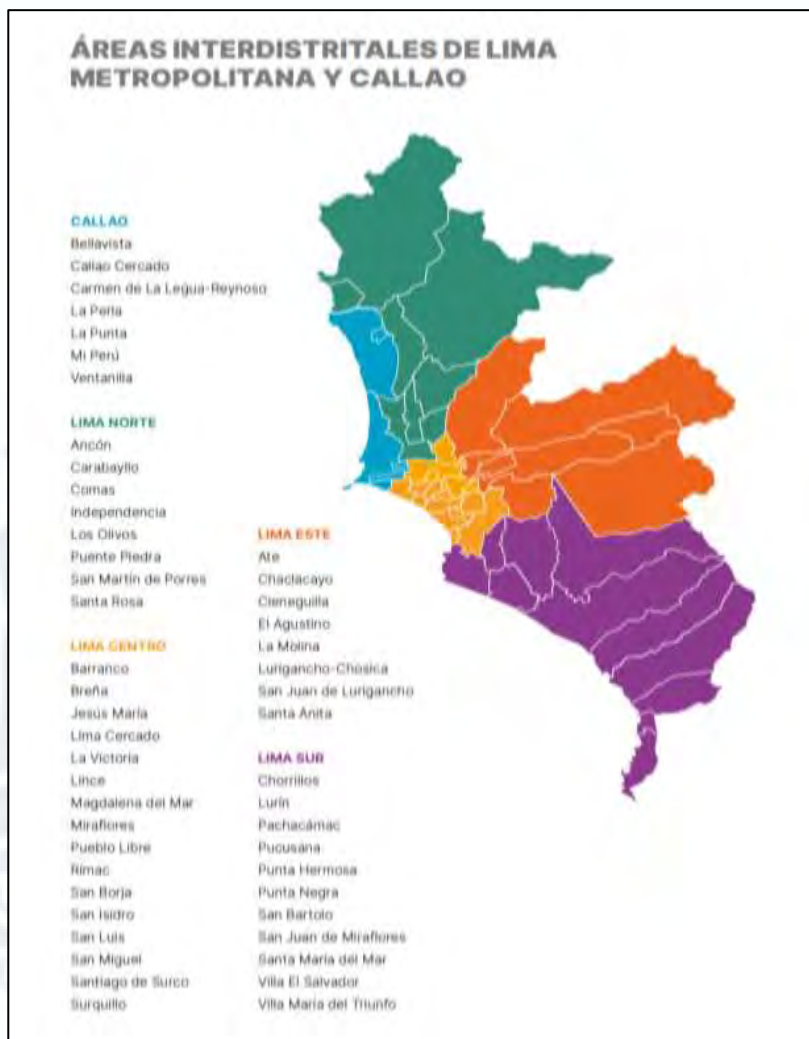 ÁREAS INTERDISTRITALES DE LIMA
METROPOLITANA Y CALLAO
CALLAO
Bellavista
Callao Cercado
Carmen de La Legua-Reynoso
La Perla
La Punta
Mi Perú
Ventanilla
LIMA NORTE
Ancón
Carabayllo
Comas
Independencia
Los Olivos
Puente Piedra
San Martín de Porres
Santa Rosa
LIMA CENTRO
Barranco
Breña
Jesús María
Lima Cercado
La Victoria
Lince
Magdalena del Mar
Miraflores
Pueblo Libre
Rímac
San Borja
San Isidro
San Luis
San Miguel
Santiago de Surco
Surquillo
LIMA ESTE
Ate
Chaclacayo
Cieneguilla
El Agustino
La Molina
Lurigancho-Chosica
San Juan de Lurigancho
Santa Anita
LIMA SUR
Chorrillos
Lurín
Pachacámac
Pucusana
Punta Hermosa
Punta Negra
San Bartolo
San Juan de Miraflores
Santa María del Mar
Villa El Salvador
Villa María del Triunfo